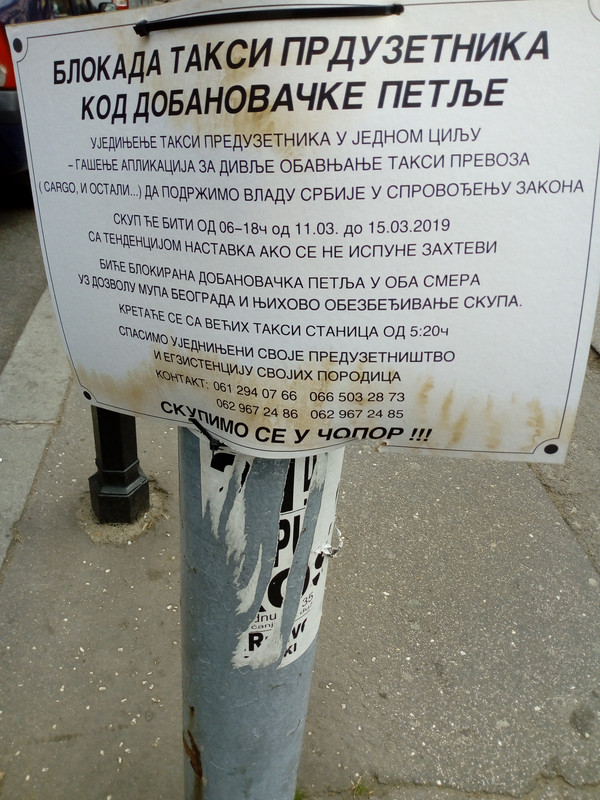 БЛОКАДА ТАКСИ ПРДУЗЕТНИКА
КОД ДОБАНОВАЧКЕ ПЕТЉЕ
УЈЕДИЊЕЊЕ ТАКСИ ПРЕДУЗЕТНИКА У ЈЕДНОМ ЦИЉУ
– ГАШЕЊЕ АПЛИКАЦИЈА ЗА ДИВЉЕ ОБАВЊАЊЕ ТАКСИ ПРЕВОЗА
( CARGO, И ОСТАЛИ...) ДА ПОДРЖИМО ВЛАДУ СРБИЈЕ У СПРОВОЂЕЊУ ЗАКОНА
СКУП ЋЕ БИТИ ОД 06–18ч од 11.03. до 15.03.2019
СА ТЕНДЕНЦИЈОМ НАСТАВКА АКО СЕ НЕ ИСПУНЕ ЗАХТЕВИ
БИЋЕ БЛОКИРАНА ДОБАНОВАЧКА ПЕТЉА У ОБА СМЕРА
УЗ ДОЗВОЛУ МУПА БЕОГРАДА И ЊИХОВО ОБЕЗБЕЂИВАЊЕ СКУПА.
КРЕТАЋЕ СЕ СА ВЕЋИХ ТАКСИ СТАНИЦА ОД 5:20ч
СПАСИМО УЈЕДНИЊЕНИ СВОЈЕ ПРЕДУЗЕТНИШТВО
И ЕГЗИСТЕНЦИЈУ СВОЈИХ ПОРОДИЦА
КОНТАКТ: 061 294 07 66 066 503 28 73
062 967 24 86 062 967 24 85
СКУПИМО СЕ У ЧОПОР !!!
35